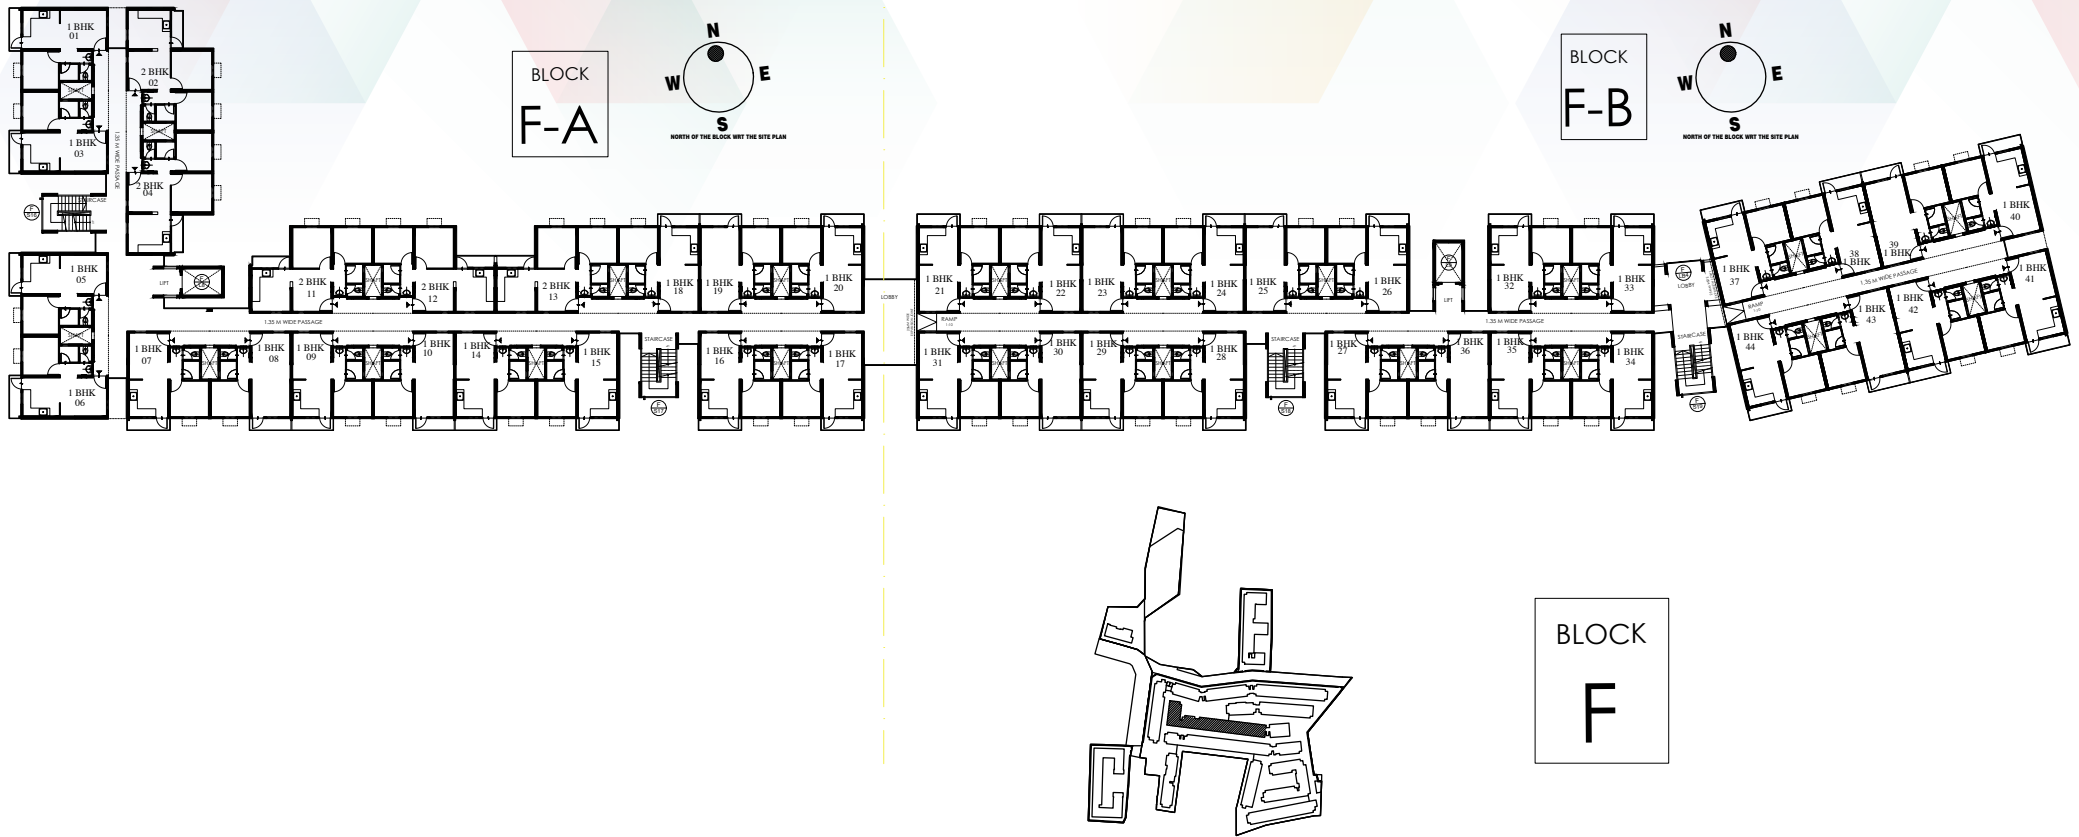 BLOCK
F-A
N
W
E
S
NORTH OF THE BLOCK WRT THE SITE PLAN
BLOCK
F-B
N
W
E
S
NORTH OF THE BLOCK WRT THE SITE PLAN
1 BHK
01
2 BHK
02
1 BHK
03
2 BHK
04
SHAFT
SHAFT
1.35 M WIDE PASSAGE
STAIRCASE
F
S16
1 BHK
05
SHAFT
1 BHK
06
LIFT
2 BHK
11
2 BHK
12
2 BHK
13
1 BHK
18
1 BHK
19
1 BHK
20
1.35 M WIDE PASSAGE
1 BHK
07
1 BHK
08
1 BHK
09
1 BHK
10
1 BHK
14
1 BHK
15
STAIRCASE
F
S17
1 BHK
16
1 BHK
17
LOBBY
RAMP
1 BHK
21
1 BHK
22
1 BHK
23
1 BHK
24
1 BHK
25
1 BHK
26
LIFT
1 BHK
32
1 BHK
33
1.35 M WIDE PASSAGE
1 BHK
31
1 BHK
30
1 BHK
29
1 BHK
28
STAIRCASE
F
S18
1 BHK
27
1 BHK
36
1 BHK
35
1 BHK
34
LOBBY
STAIRCASE
F
S19
RAMP
1 BHK
37
38
1 BHK
39
1 BHK
1 BHK
40
1.35 M WIDE PASSAGE
1 BHK
41
1 BHK
42
1 BHK
43
1 BHK
44
BLOCK
F